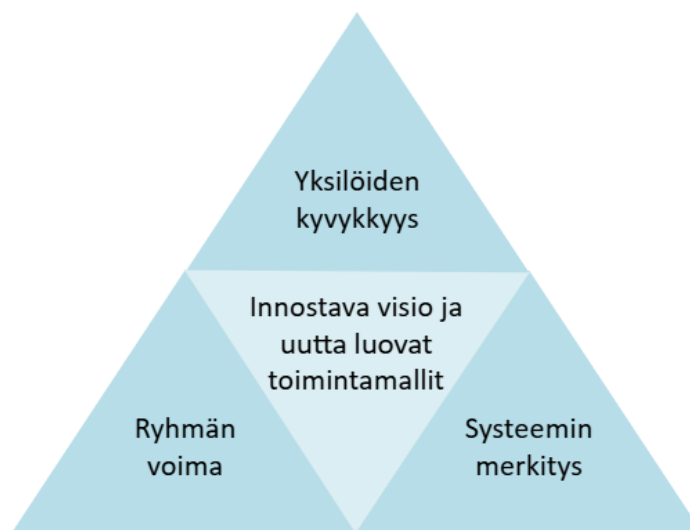 Yksilöiden
kyvykkyys
Innostava visio ja
uutta luovat
toimintamallit
Ryhmän
voima
Systeemin
merkitys